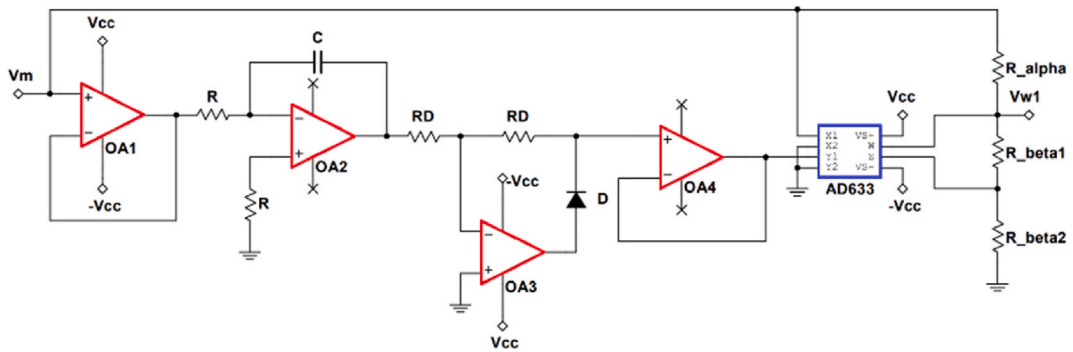 Vcc
C
R_alpha
Vm
+
R
RD
RD
Vcc
Vw1
-
-
+
X1 VS+
+
X2 W
OA1
OA2
-Vcc
-
Y1 Z
R_beta1
OA4
Y2 VS-
-Vcc
R
D
AD633
-Vcc
-
R_beta2
+
OA3
Vcc